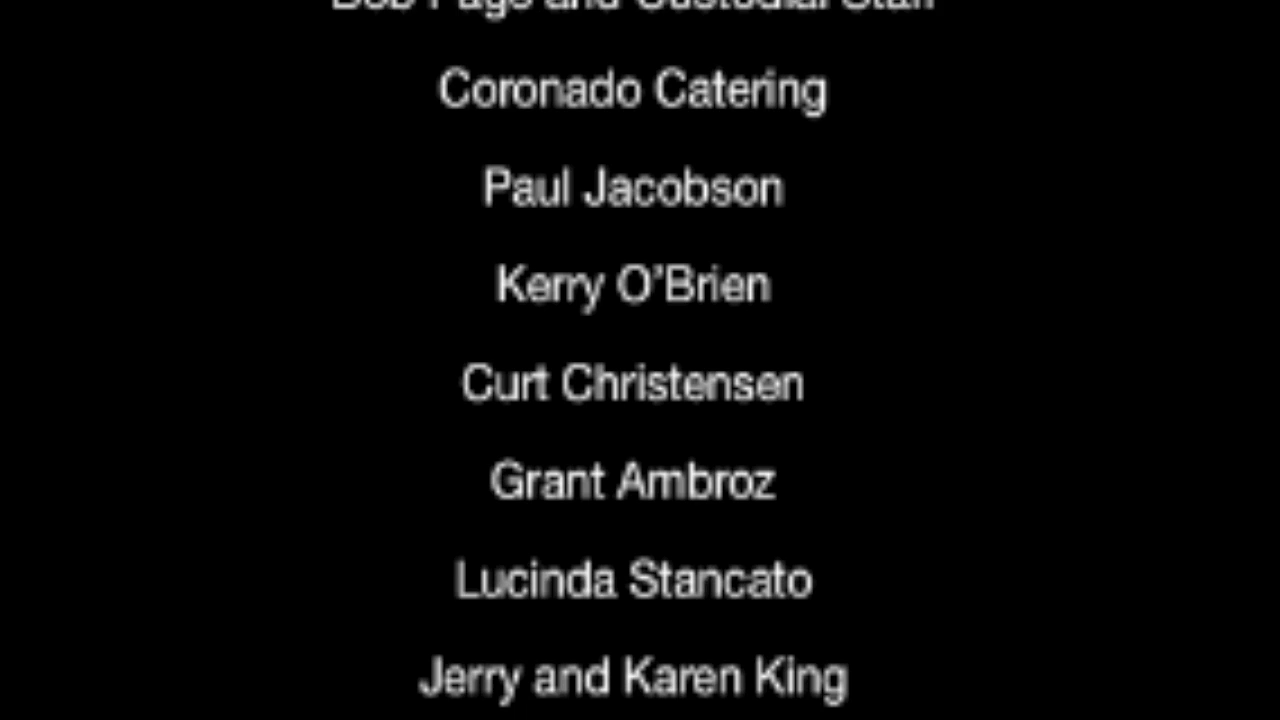 Bob Page and Custodial Staff
Coronado Catering
Paul Jacobson
Kerry O'Brien
Curt Christensen
Grant Ambroz
Lucinda Stancato
Jerry and Karen King